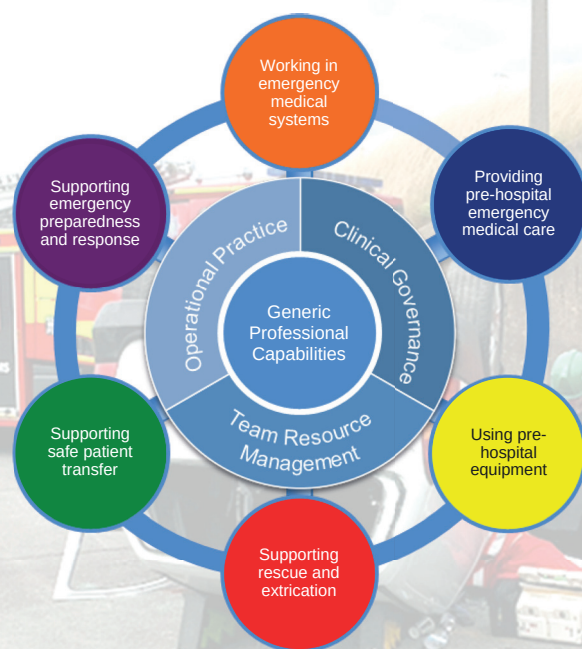 Working in
emergency
medical
systems
Providing
pre-hospital
emergency
medical care
Using pre-
hospital
equipment
Supporting
rescue and
extrication
Supporting
safe patient
transfer
Supporting
emergency
preparedness
and response
Operational Practice
Clinical Governance
Team Resource
Management
Generic
Professional
Capabilities